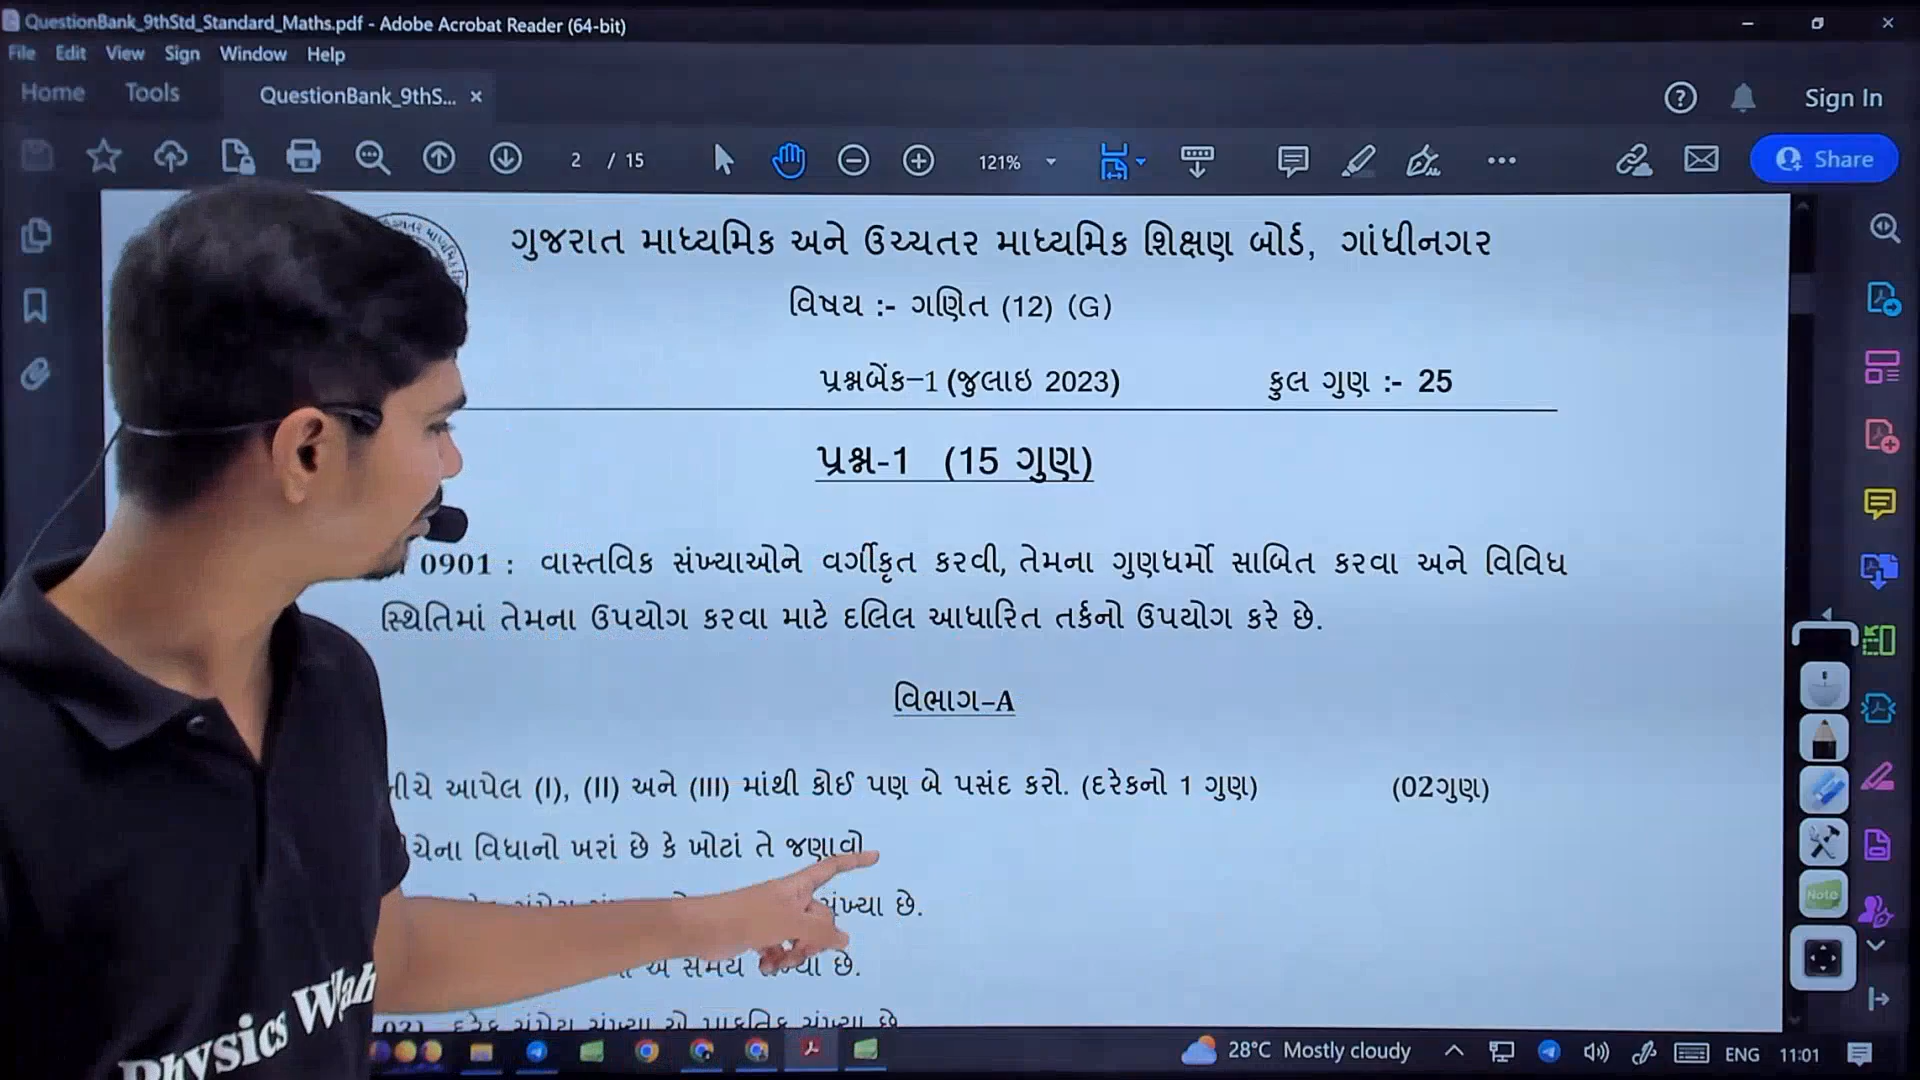 QuestionBank_9thStd_Standard_Maths.pdf - Adobe Acrobat Reader (64-bit)
File Edit View Sign Window Help
Home Tools QuestionBank_9thS... × Sign In
2 / 15 121% Share
ગુજરાત માધ્યમિક અને ઉચ્ચતર માધ્યમિક શિક્ષણ બોર્ડ, ગાંધીનગર
વિષય :- ગણિત (12) (G)
પ્રશ્નબેંક–1 (જુલાઇ 2023) કુલ ગુણ :- 25
પ્રશ્ન-1 (15 ગુણ)
0901 : વાસ્તવિક સંખ્યાઓને વર્ગીકૃત કરવી, તેમના ગુણધર્મો સાબિત કરવા અને વિવિધ
સ્થિતિમાં તેમના ઉપયોગ કરવા માટે દલિલ આધારિત તર્કનો ઉપયોગ કરે છે.
વિભાગ–A
આપેલ (I), (II) અને (III) માંથી કોઈ પણ બે પસંદ કરો. (દરેકનો 1 ગુણ) (02ગુણ)
વિધાનો ખરાં છે કે ખોટાં તે જણાવો
છે.
સમય છે.
દરેક સંમેય સંખ્યા એ પ્રાકૃતિક સંખ્યા છે
Note
Physics Wallah
28°C Mostly cloudy ENG 11:01